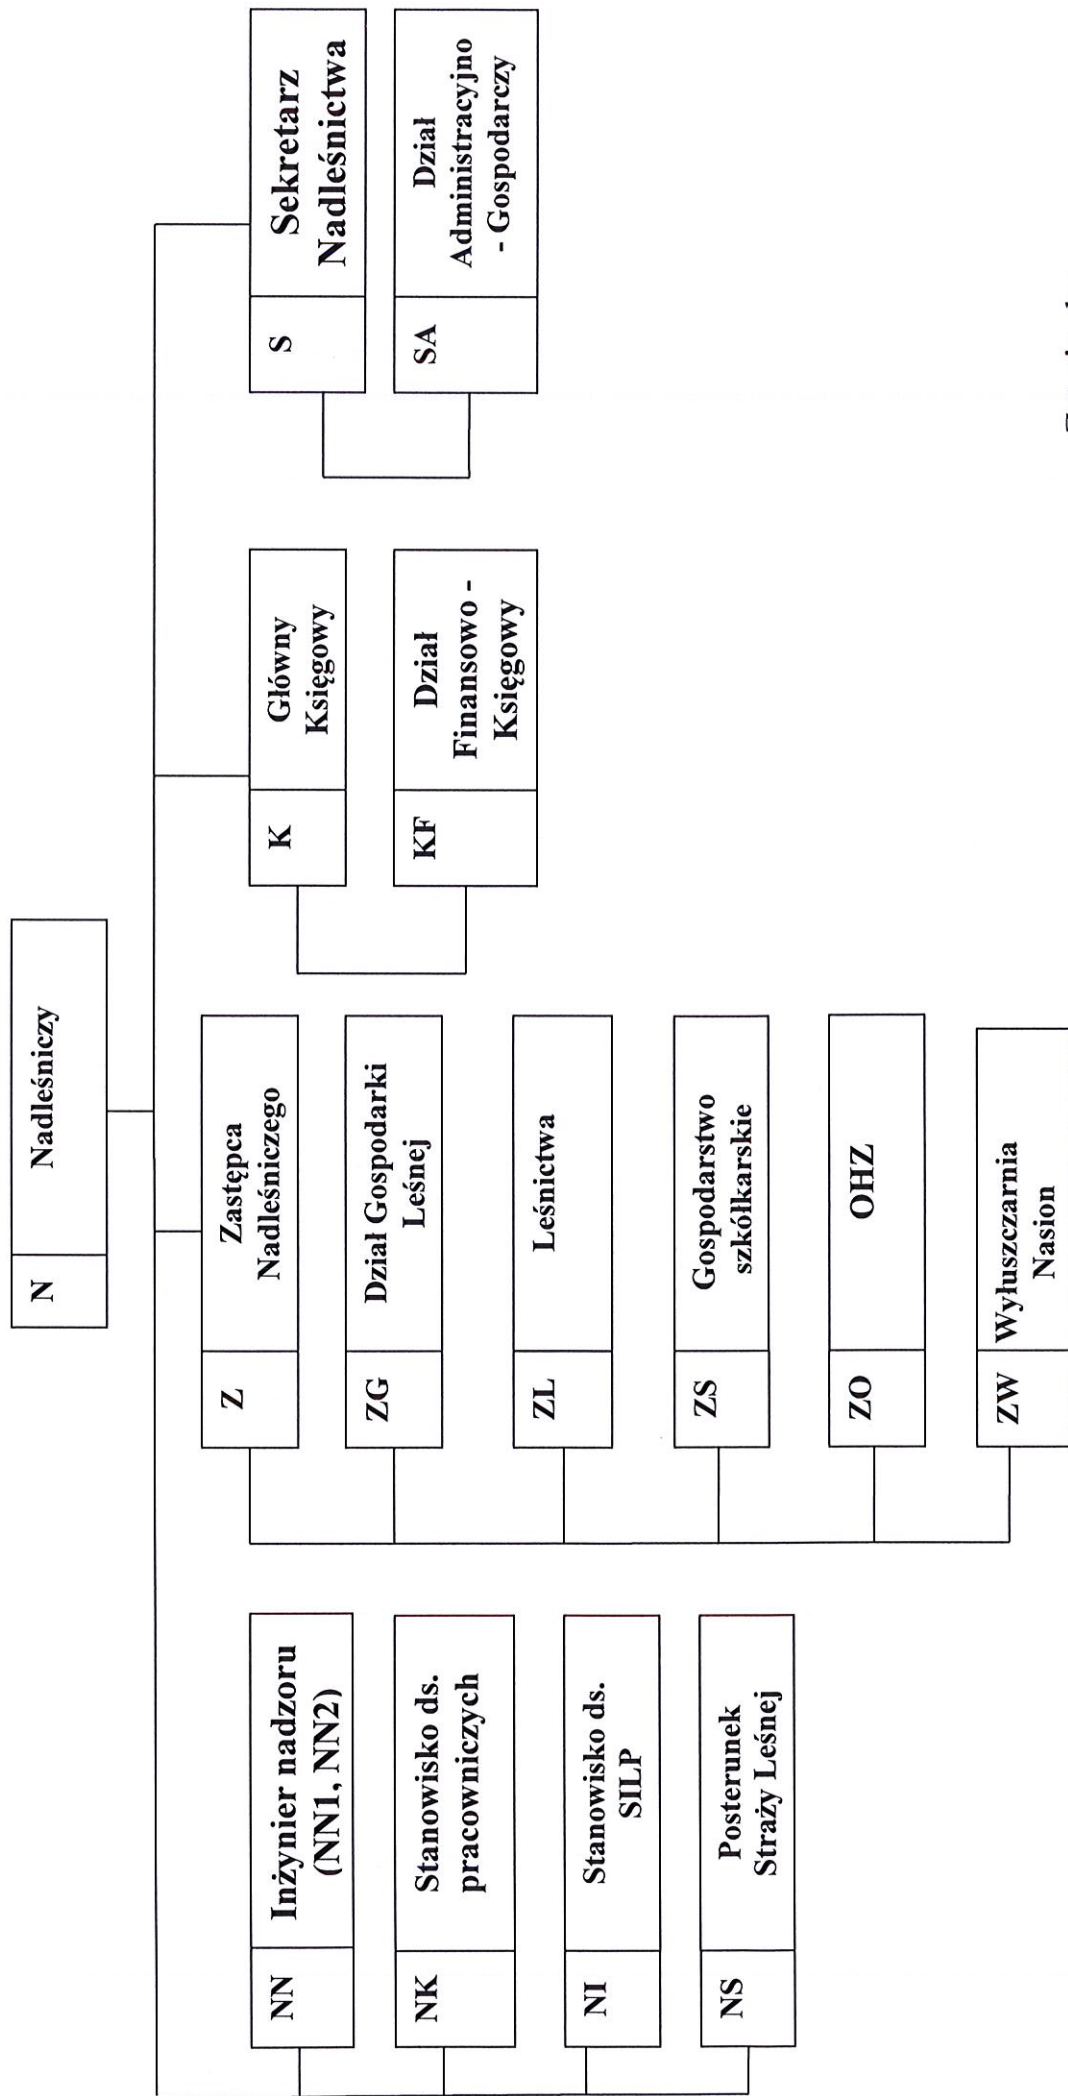 N
Nadleśniczy
NN
Inżynier nadzoru
(NN1, NN2)
NK
Stanowisko ds.
pracowniczych
NI
Stanowisko ds.
SILP
NS
Posterunek
Straży Leśnej
Z
Zastępca
Nadleśniczego
ZG
Dział Gospodarki
Leśnej
ZL
Leśnictwa
ZS
Gospodarstwo
szkółkarskie
ZO
OHZ
ZW
Wyłuszczarnia
Nasion
K
Główny
Księgowy
KF
Dział
Finansowo -
Księgowy
S
Sekretarz
Nadleśnictwa
SA
Dział
Administracyjno
- Gospodarczy